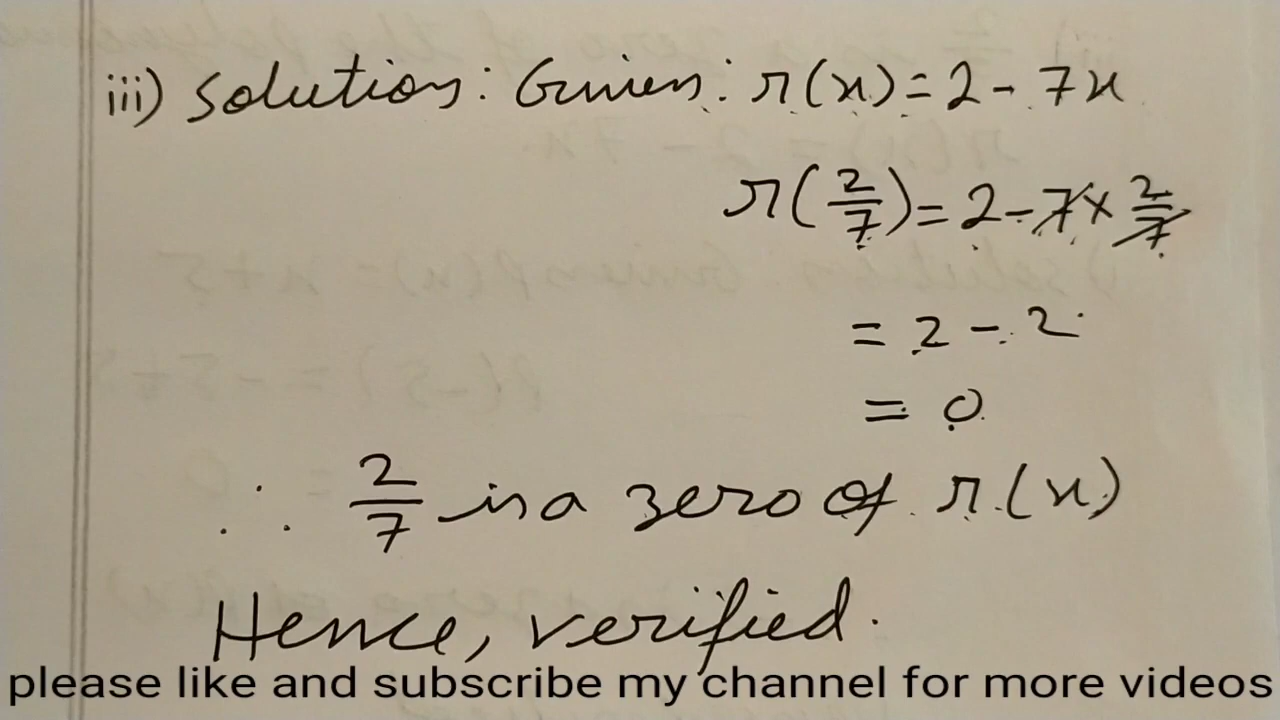 iii) Solution: Given: r(x) = 2 - 7x
r(2/7) = 2 - 7 × 2/7
= 2 - 2
= 0
∴ 2/7 is a zero of r(x)
Hence, verified.
please like and subscribe my channel for more videos